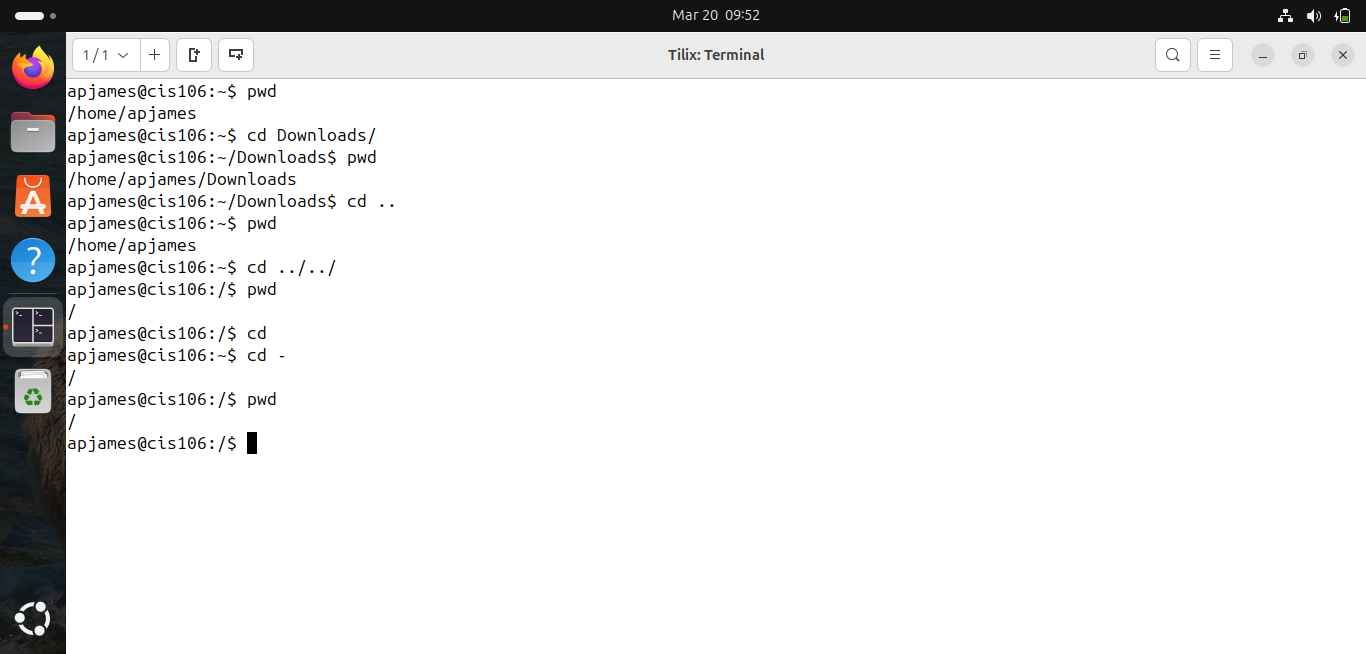 Mar 20 09:52
1 / 1
Tilix: Terminal
apjames@cis106:~$ pwd
/home/apjames
apjames@cis106:~$ cd Downloads/
apjames@cis106:~/Downloads$ pwd
/home/apjames/Downloads
apjames@cis106:~/Downloads$ cd ..
apjames@cis106:~$ pwd
/home/apjames
apjames@cis106:~$ cd ../../
apjames@cis106:/$ pwd
/
apjames@cis106:/$ cd
apjames@cis106:~$ cd -
/
apjames@cis106:/$ pwd
/
apjames@cis106:/$